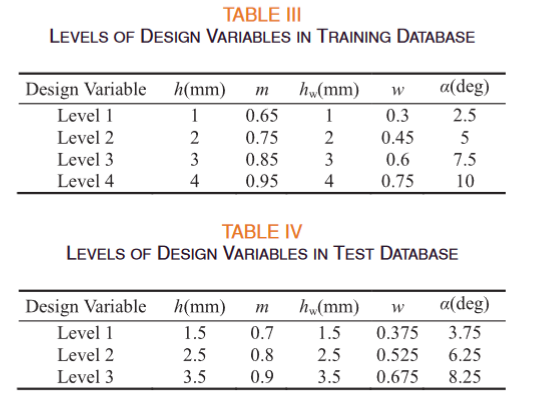 TABLE III
LEVELS OF DESIGN VARIABLES IN TRAINING DATABASE
Design Variable h(mm) m hw(mm) w α(deg)
Level 1 1 0.65 1 0.3 2.5
Level 2 2 0.75 2 0.45 5
Level 3 3 0.85 3 0.6 7.5
Level 4 4 0.95 4 0.75 10
TABLE IV
LEVELS OF DESIGN VARIABLES IN TEST DATABASE
Design Variable h(mm) m hw(mm) w α(deg)
Level 1 1.5 0.7 1.5 0.375 3.75
Level 2 2.5 0.8 2.5 0.525 6.25
Level 3 3.5 0.9 3.5 0.675 8.25